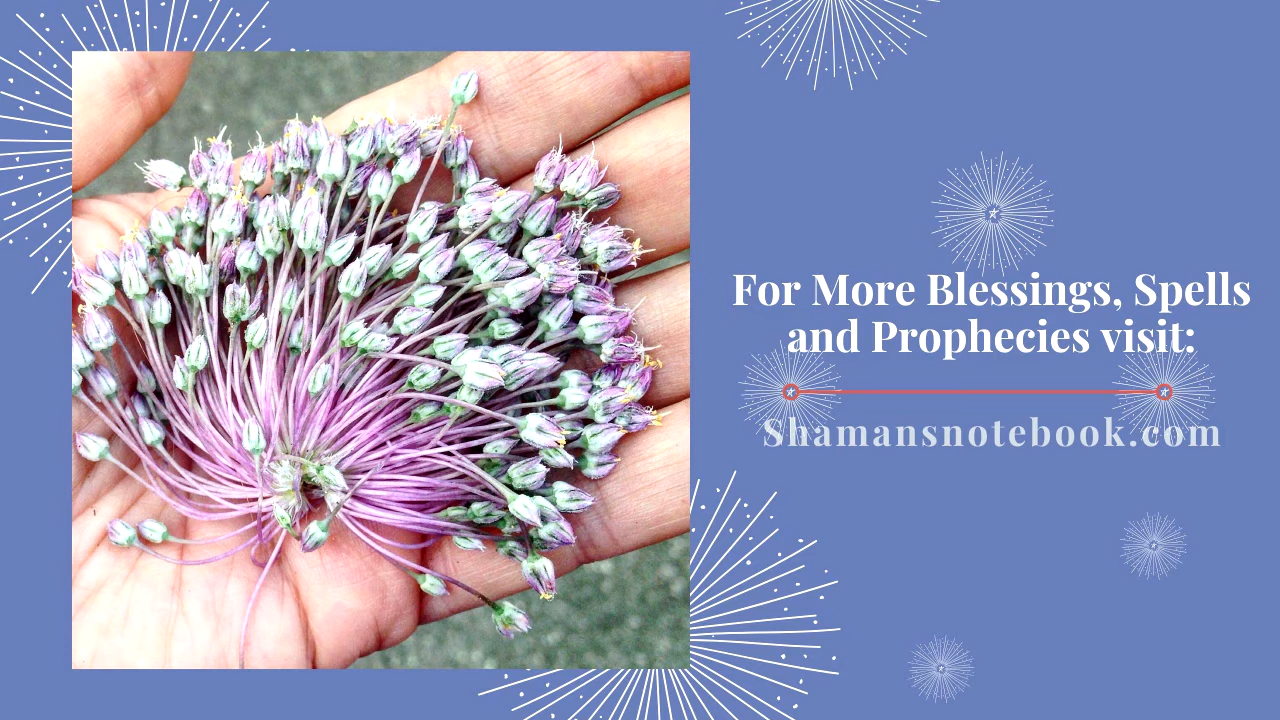 For More Blessings, Spells
and Prophecies visit:
Shamansnotebook.com